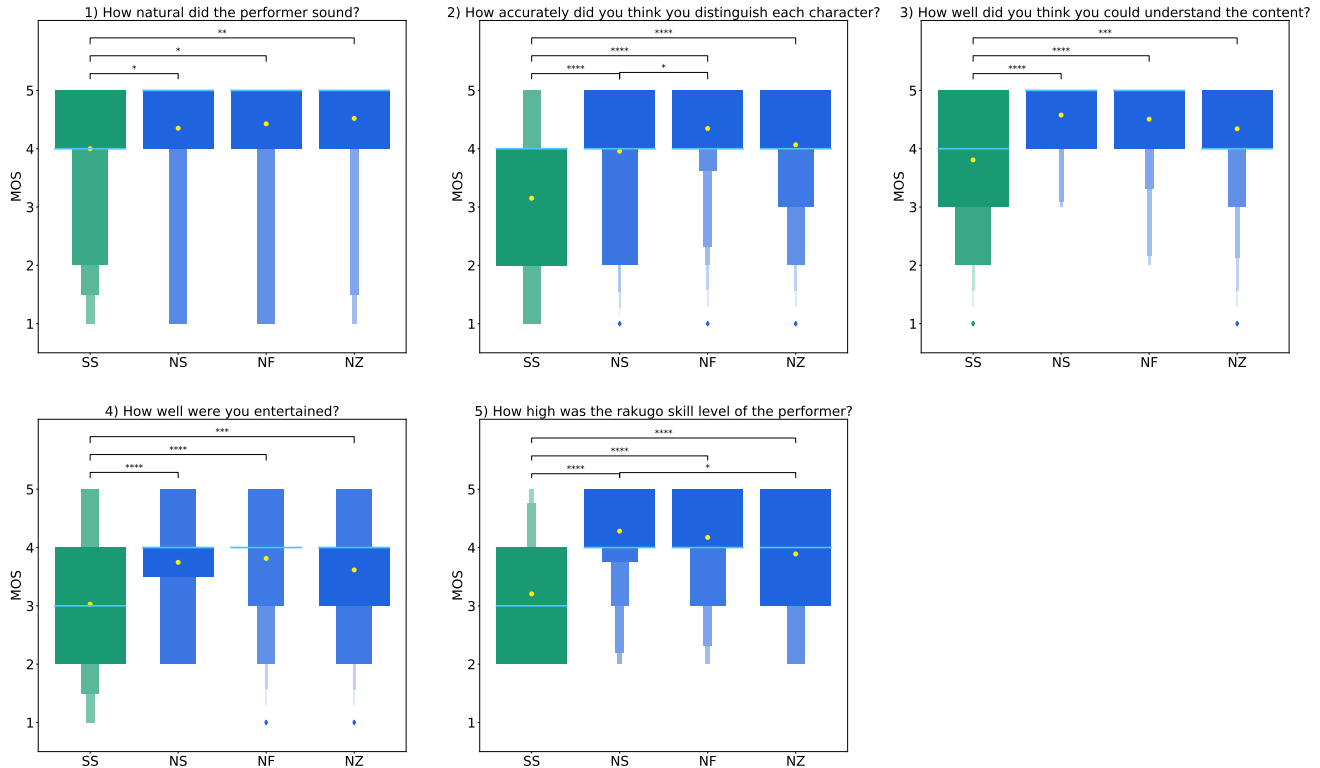 1) How natural did the performer sound?
**
*
*
MOS
5
4
3
2
1
SS NS NF NZ
2) How accurately did you think you distinguish each character?
****
****
**** *
MOS
5
4
3
2
1
SS NS NF NZ
3) How well did you think you could understand the content?
***
****
****
MOS
5
4
3
2
1
SS NS NF NZ
4) How well were you entertained?
***
****
****
MOS
5
4
3
2
1
SS NS NF NZ
5) How high was the rakugo skill level of the performer?
****
****
**** *
MOS
5
4
3
2
1
SS NS NF NZ